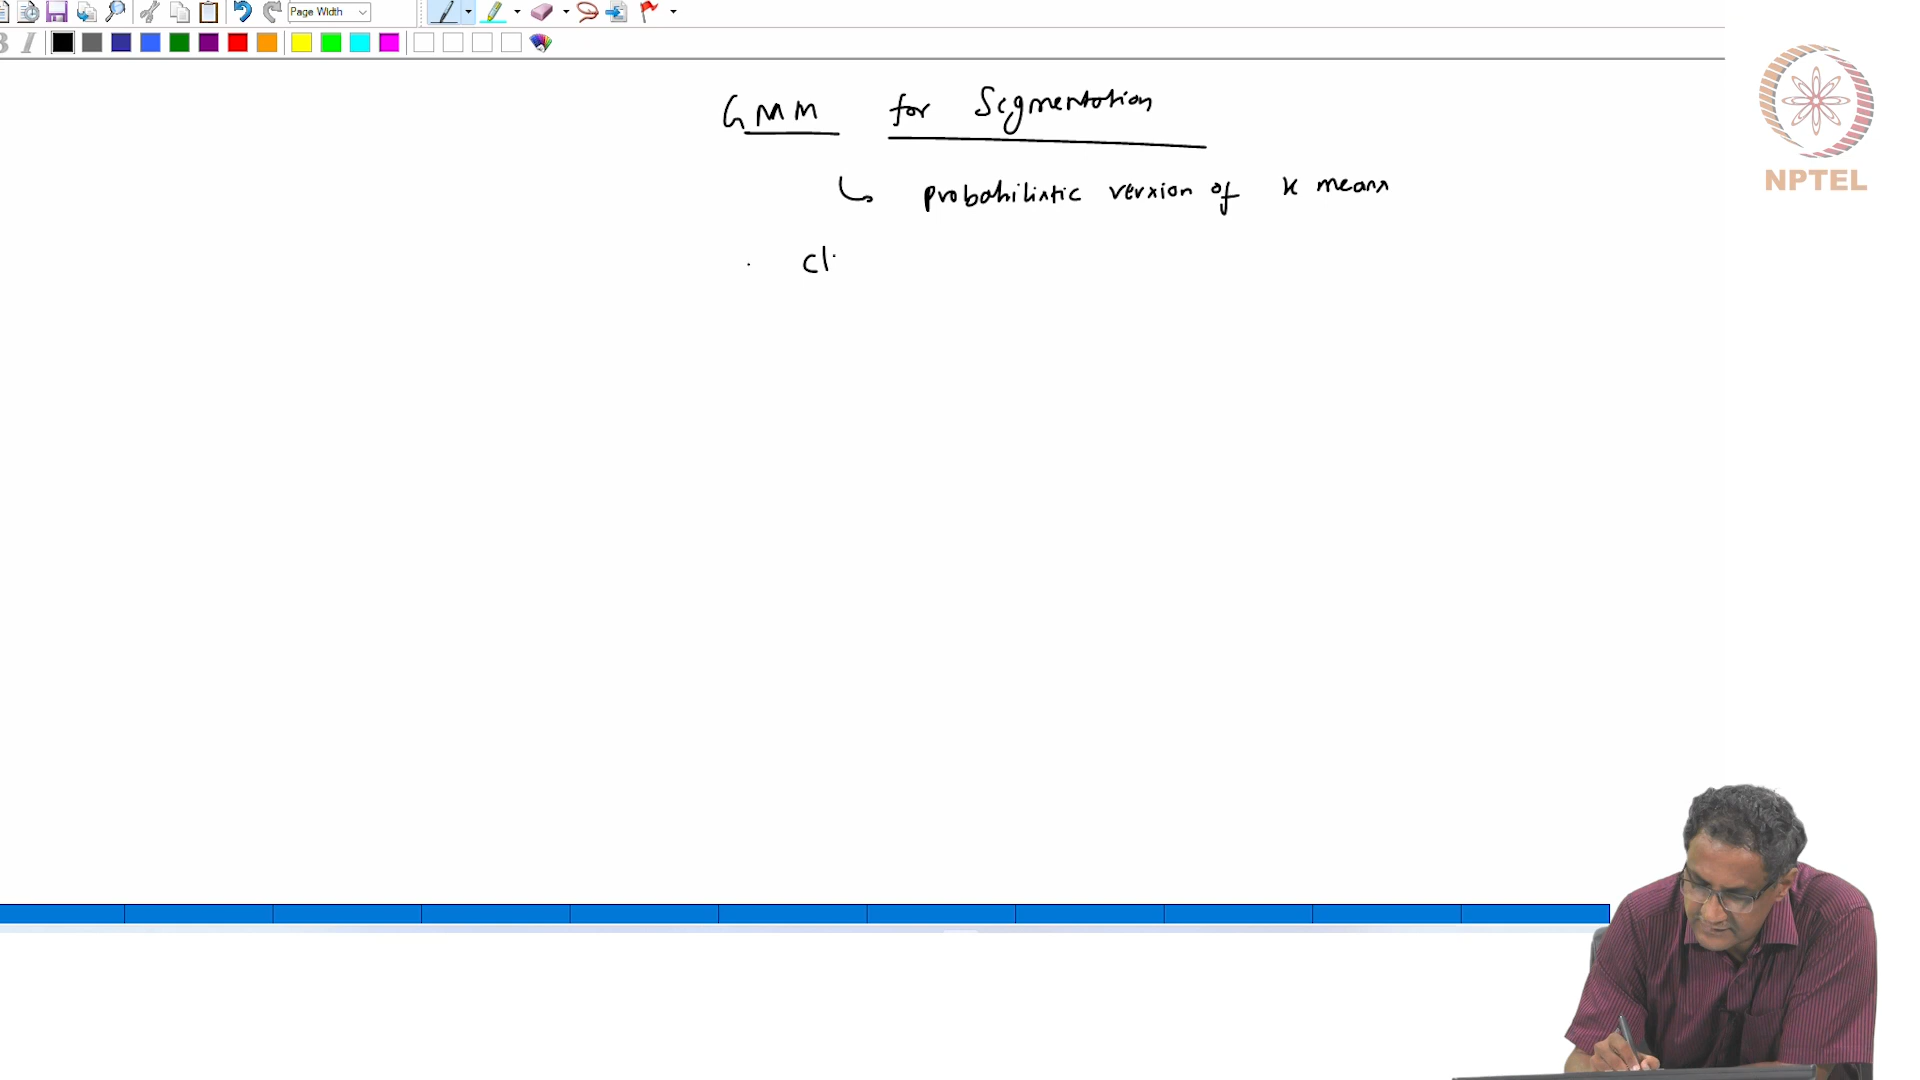 Page Width
NPTEL
GMM for Segmentation
probabilistic version of K means
· cl